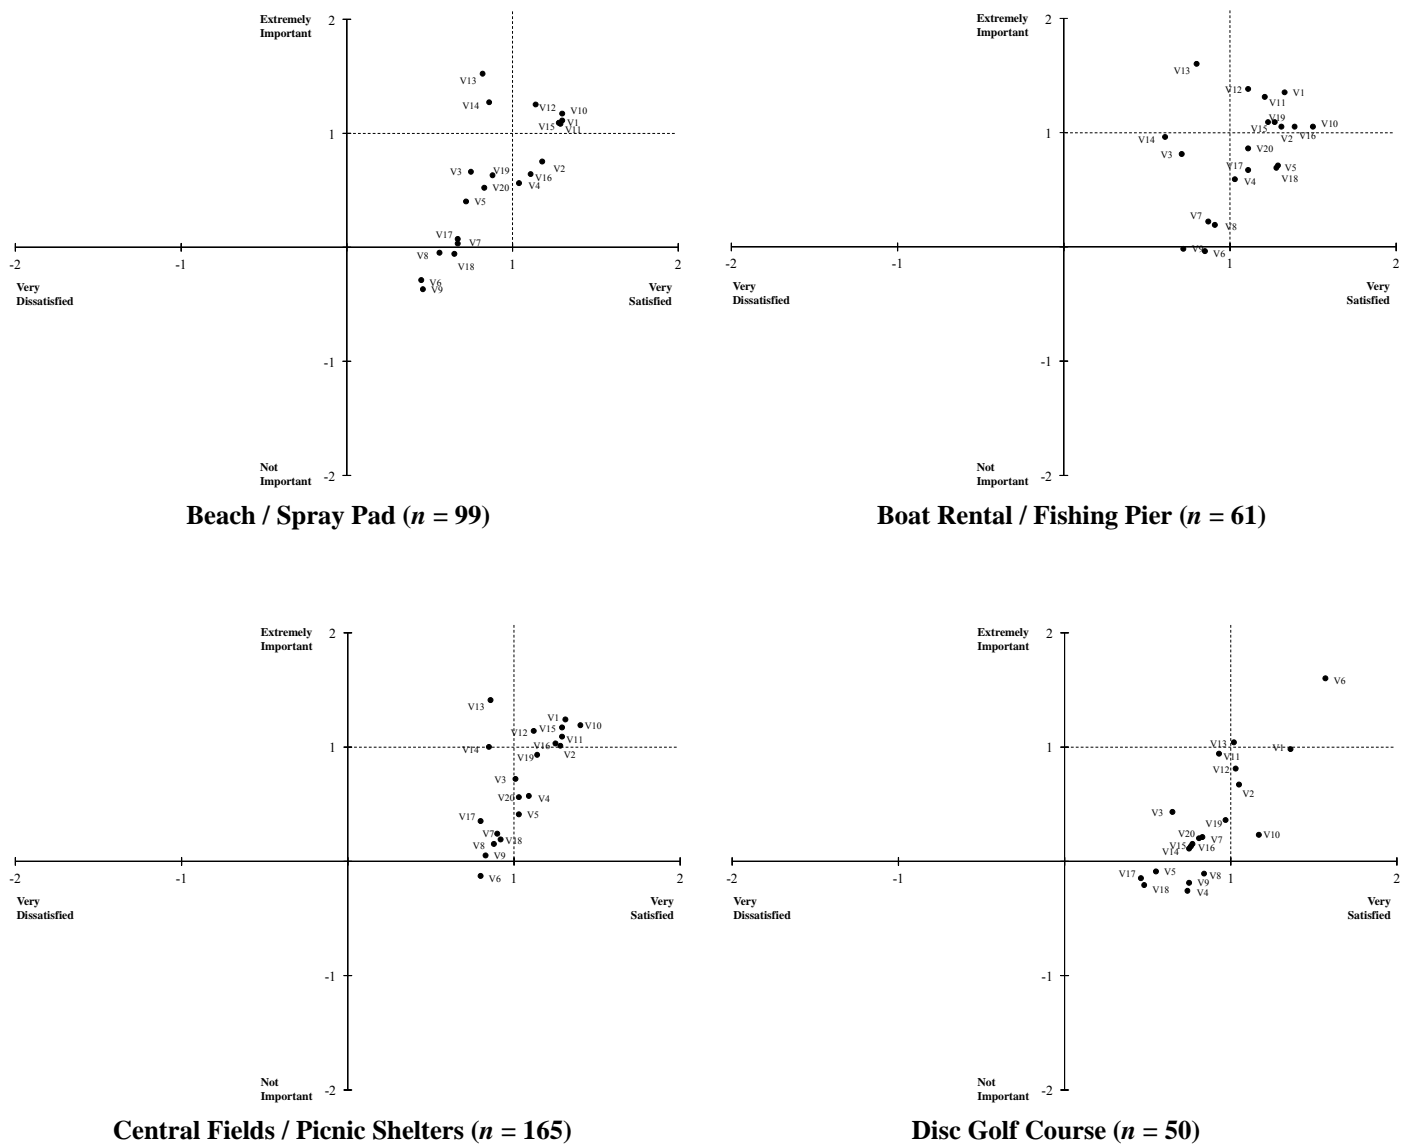 Extremely
Important
2
V13
V14
V12
V10
V15
V1
V11
1
V3
V19
V2
V16
V20
V4
V5
V17
V7
V8
V18
-2
-1
1
2
V6
V9
Very
Dissatisfied
Very
Satisfied
-1
Not
Important
-2
Beach / Spray Pad (n = 99)
Extremely
Important
2
V13
V12
V1
V11
V19
V10
V15
V16
1
V2
V14
V20
V3
V17
V5
V4
V18
V7
V8
V9
V6
-2
-1
1
2
Very
Dissatisfied
Very
Satisfied
-1
Not
Important
-2
Boat Rental / Fishing Pier (n = 61)
Extremely
Important
2
V13
V1
V15
V10
V12
V11
V16
V14
1
V19
V2
V3
V20
V4
V17
V5
V7
V18
V8
V9
V6
-2
-1
1
2
Very
Dissatisfied
Very
Satisfied
-1
Not
Important
-2
Central Fields / Picnic Shelters (n = 165)
Extremely
Important
2
V6
V13
V1
1
V11
V12
V2
V3
V19
V20
V7
V10
V15
V16
V14
V17
V5
V8
V18
V9
V4
-2
-1
1
2
Very
Dissatisfied
Very
Satisfied
-1
Not
Important
-2
Disc Golf Course (n = 50)